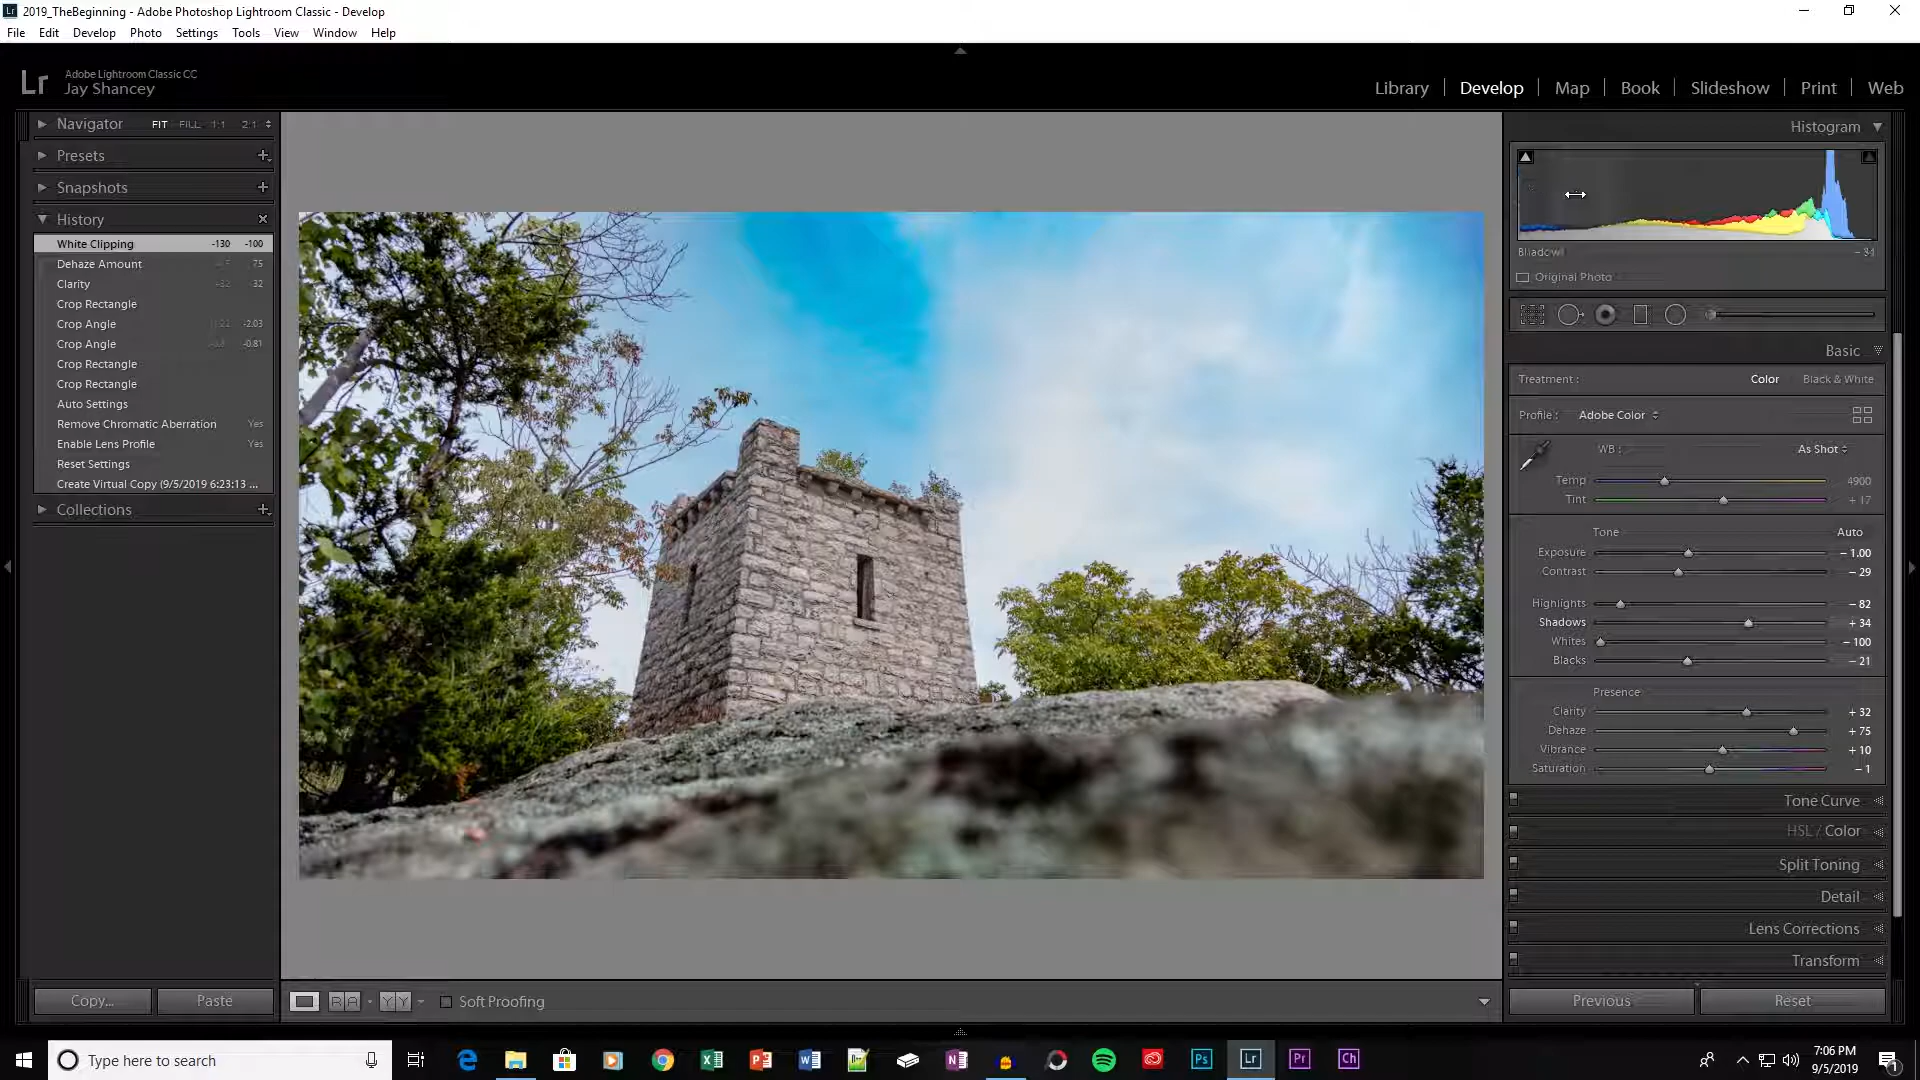 2019_TheBeginning - Adobe Photoshop Lightroom Classic - Develop
File Edit Develop Photo Settings Tools View Window Help
Lr
Adobe Lightroom Classic CC
Jay Shancey
Library Develop Map Book Slideshow Print Web
Navigator FIT FILL 1:1 2:1
Presets
Snapshots
History
White Clipping -130 -100
Dehaze Amount 75
Clarity +32 32
Crop Rectangle
Crop Angle -2.03
Crop Angle -0.81
Crop Rectangle
Crop Rectangle
Auto Settings
Remove Chromatic Aberration Yes
Enable Lens Profile Yes
Reset Settings
Create Virtual Copy (9/5/2019 6:23:13 ...
Collections
Copy... Paste
Soft Proofing
Histogram
Original Photo
Basic
Treatment : Color Black & White
Profile : Adobe Color
WB : As Shot
Temp 4900
Tint + 17
Tone Auto
Exposure - 1.00
Contrast - 29
Highlights - 82
Shadows + 34
Whites - 100
Blacks - 21
Presence
Clarity + 32
Dehaze + 75
Vibrance + 10
Saturation - 1
Tone Curve
HSL / Color
Split Toning
Detail
Lens Corrections
Transform
Previous Reset
Type here to search
Ps Lr Pr Ch
7:06 PM
9/5/2019
1